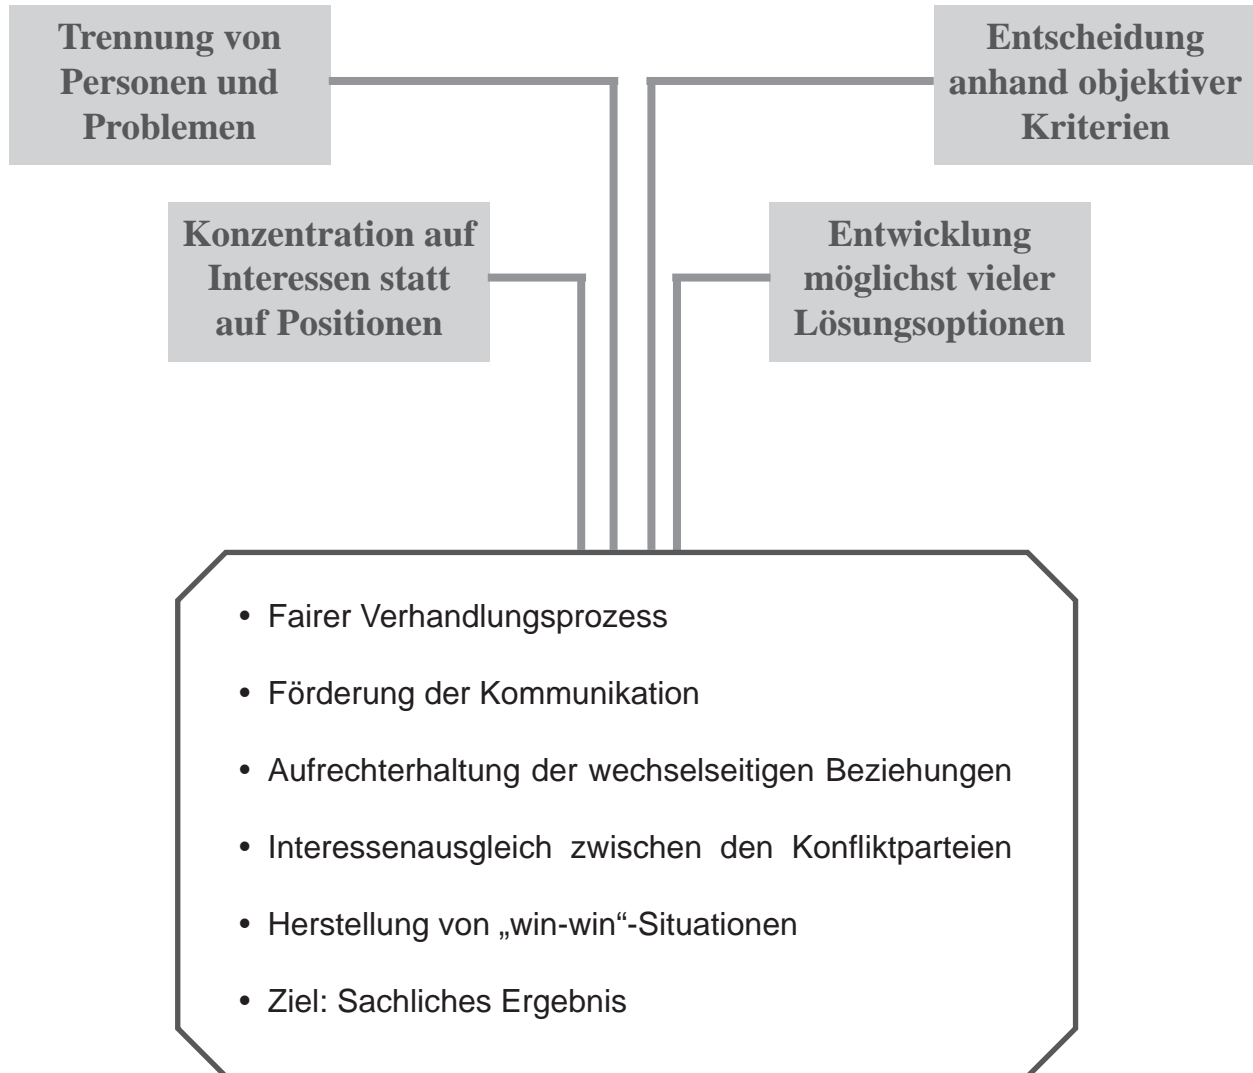 Trennung von
Personen und
Problemen
Entscheidung
anhand objektiver
Kriterien
Konzentration auf
Interessen statt
auf Positionen
Entwicklung
möglichst vieler
Lösungsoptionen
• Fairer Verhandlungsprozess
• Förderung der Kommunikation
• Aufrechterhaltung der wechselseitigen Beziehungen
• Interessenausgleich zwischen den Konfliktparteien
• Herstellung von „win-win“-Situationen
• Ziel: Sachliches Ergebnis